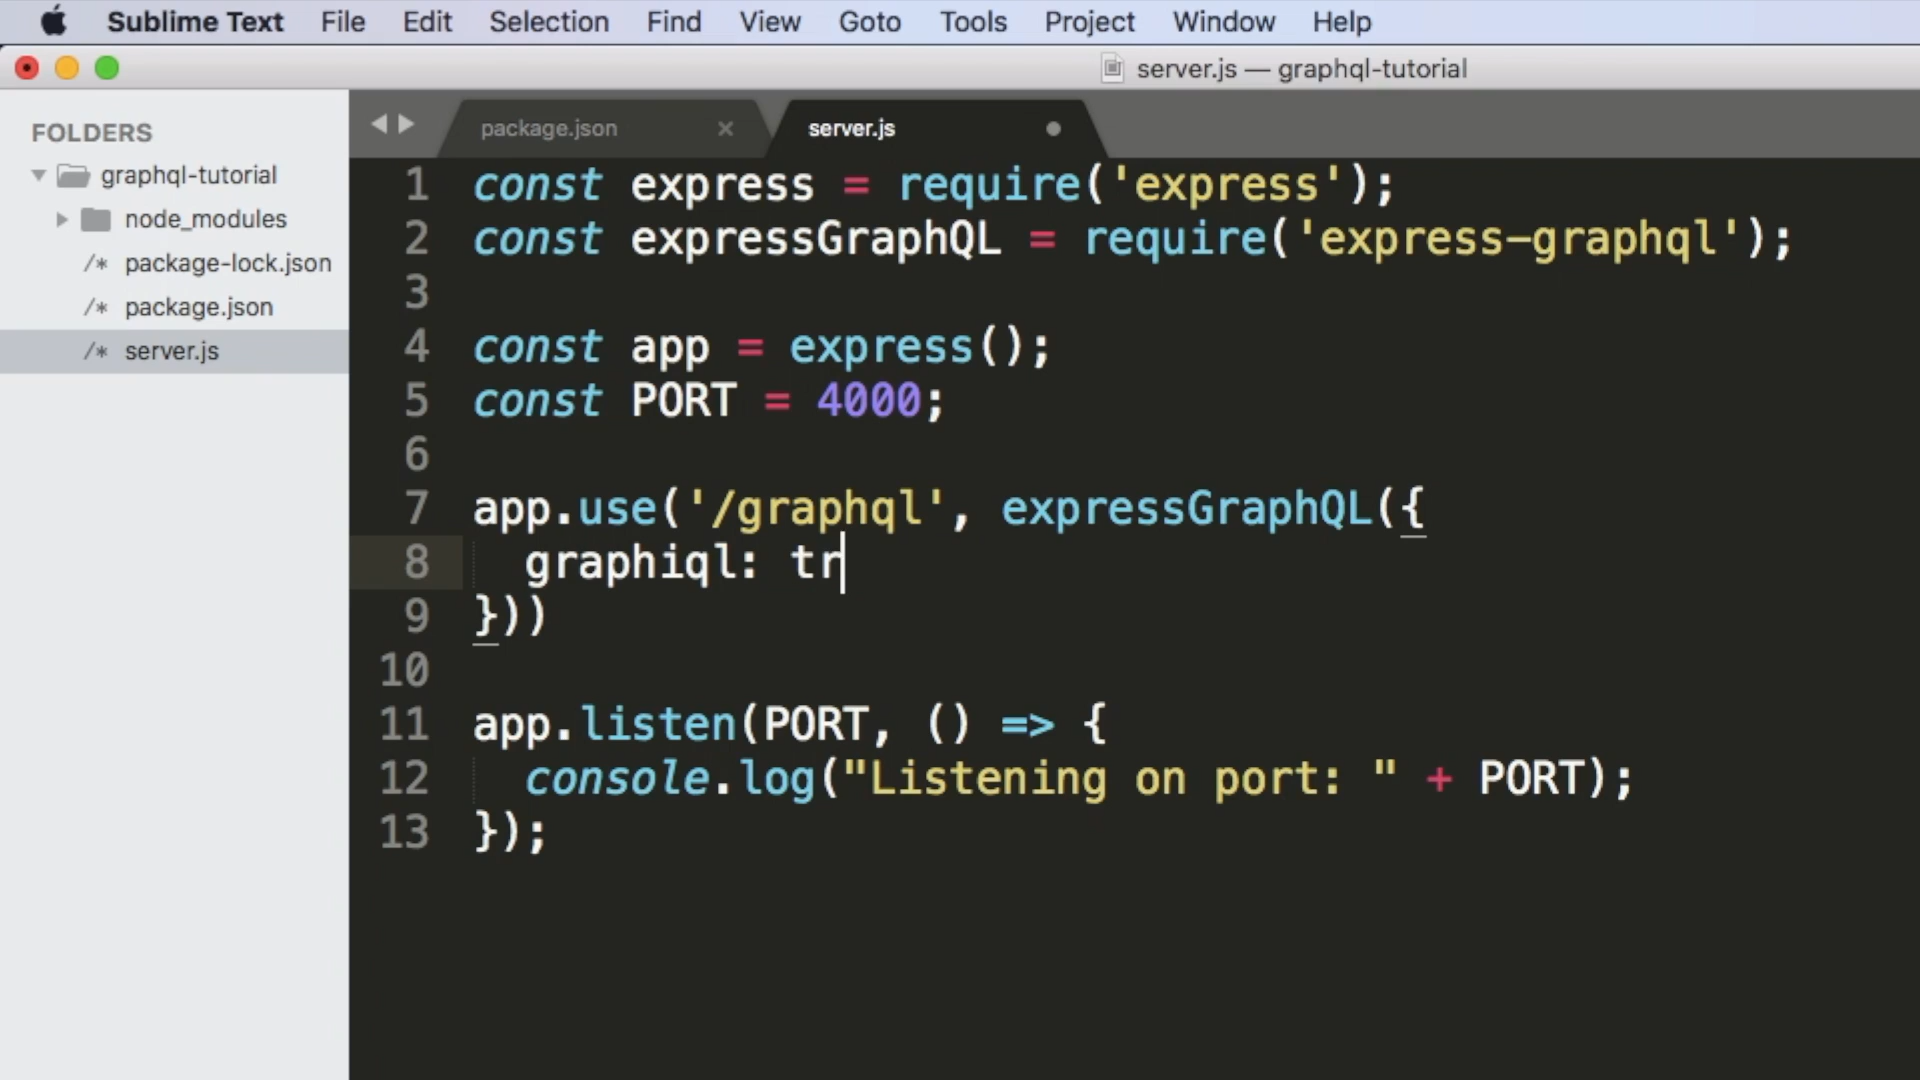 Sublime Text File Edit Selection Find View Goto Tools Project Window Help
server.js — graphql-tutorial
FOLDERS
graphql-tutorial
node_modules
/* package-lock.json
/* package.json
/* server.js
package.json server.js
1 const express = require('express');
2 const expressGraphQL = require('express-graphql');
3
4 const app = express();
5 const PORT = 4000;
6
7 app.use('/graphql', expressGraphQL({
8 graphiql: tr
9 }))
10
11 app.listen(PORT, () => {
12 console.log("Listening on port: " + PORT);
13 });